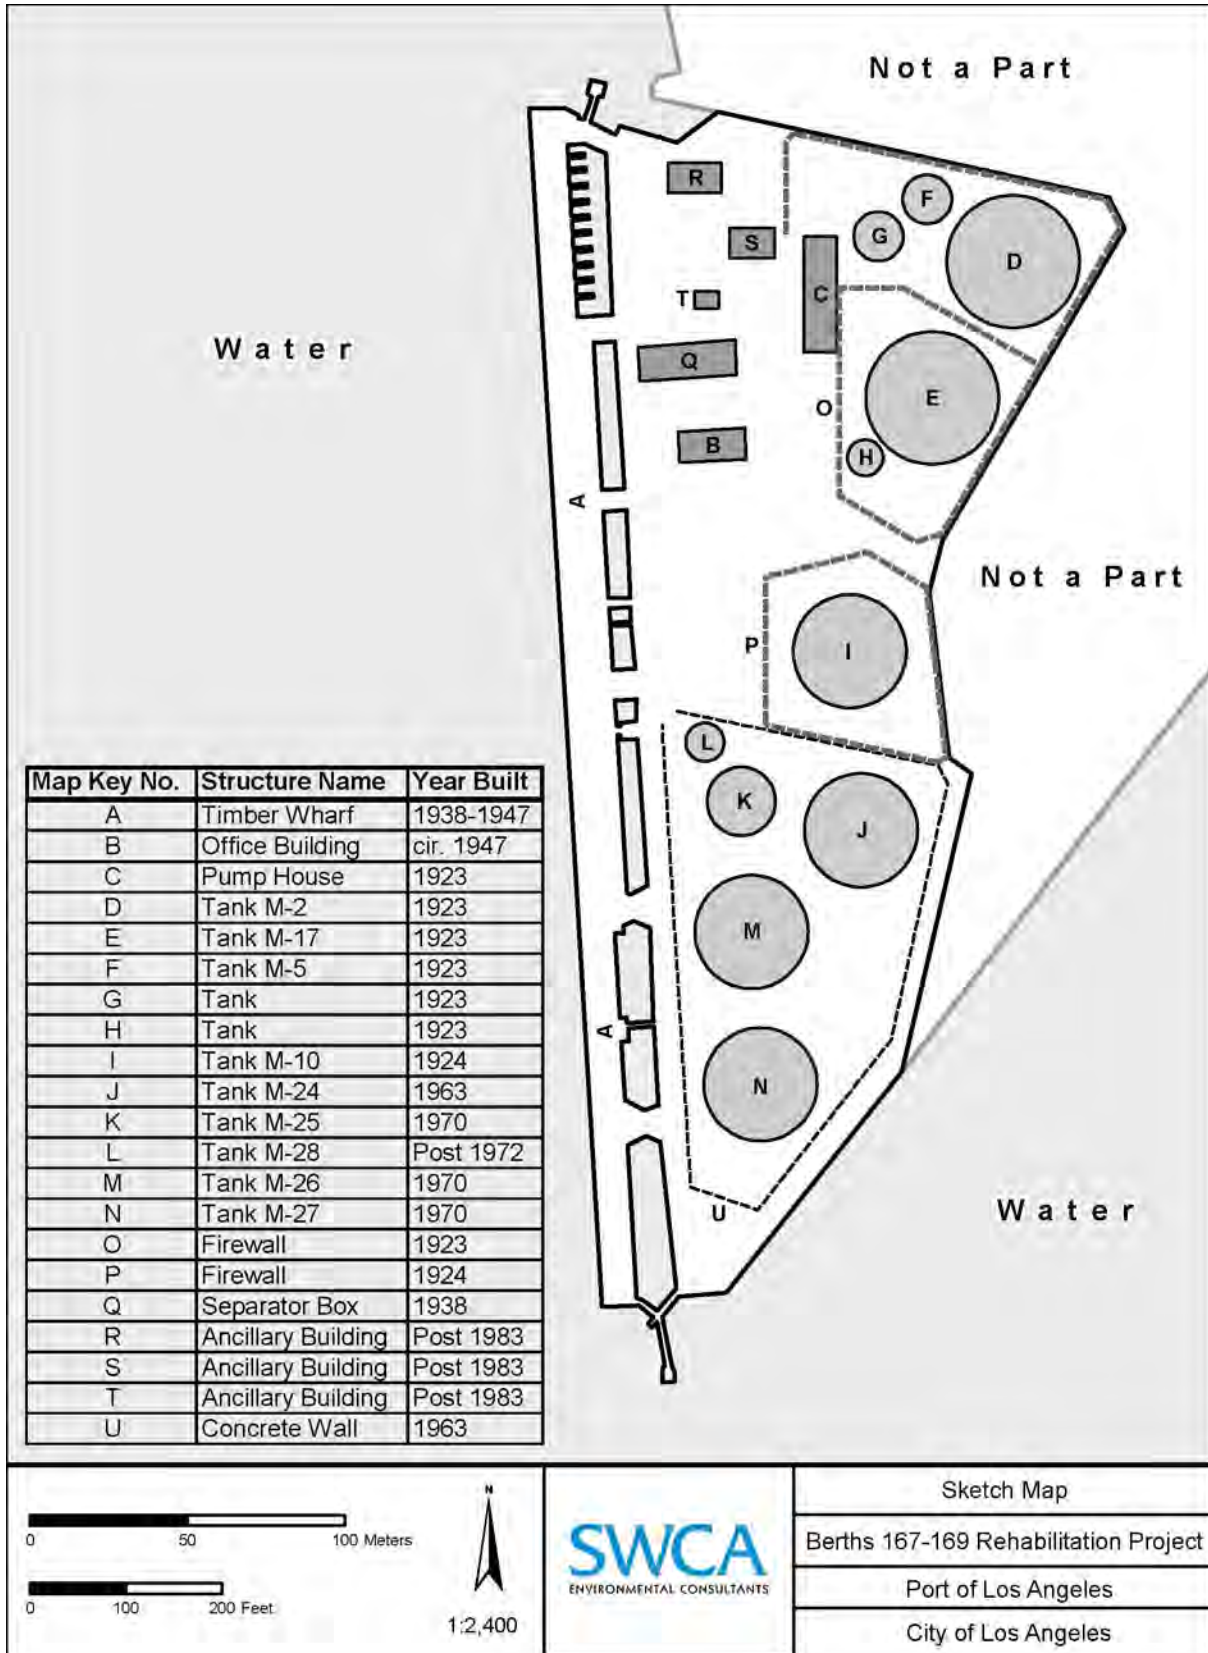 Not a Part
R
F
S
G
D
C
T
Water
Q
E
O
B
H
A
Not a Part
P
I
L
K
J
M
A
N
U
Water
Map Key No. Structure Name Year Built
A Timber Wharf 1938-1947
B Office Building cir. 1947
C Pump House 1923
D Tank M-2 1923
E Tank M-17 1923
F Tank M-5 1923
G Tank 1923
H Tank 1923
I Tank M-10 1924
J Tank M-24 1963
K Tank M-25 1970
L Tank M-28 Post 1972
M Tank M-26 1970
N Tank M-27 1970
O Firewall 1923
P Firewall 1924
Q Separator Box 1938
R Ancillary Building Post 1983
S Ancillary Building Post 1983
T Ancillary Building Post 1983
U Concrete Wall 1963
0 50 100 Meters
0 100 200 Feet
N
1:2,400
SWCA
ENVIRONMENTAL CONSULTANTS
Sketch Map
Berths 167-169 Rehabilitation Project
Port of Los Angeles
City of Los Angeles